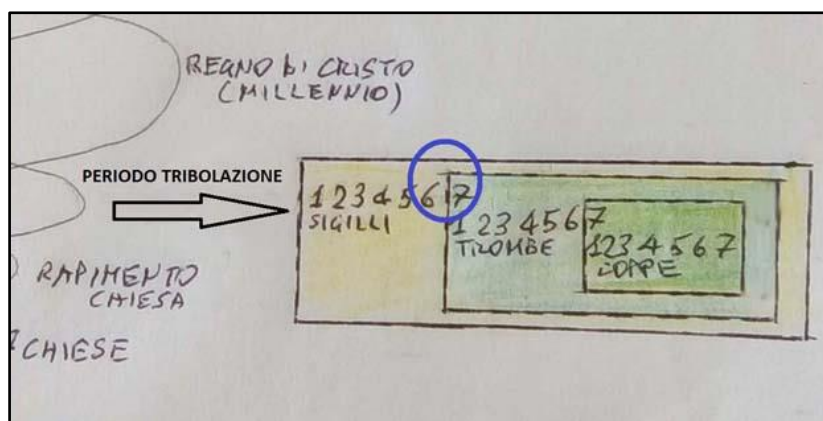 REGNO DI CRISTO
(MILLENNIO)
PERIODO TRIBOLAZIONE
1 2 3 4 5 6 7
SIGILLI
1 2 3 4 5 6 7
TROMBE
1 2 3 4 5 6 7
COPPE
RAPIMENTO
CHIESA
7 CHIESE